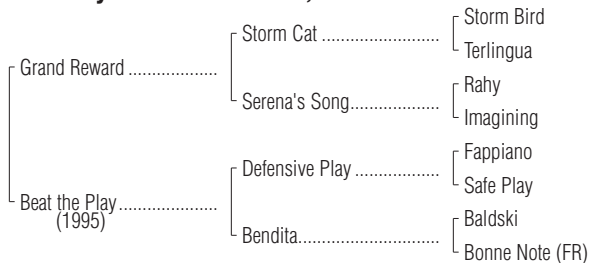 Storm Bird
Storm Cat ........................
Terlingua
Grand Reward ..................
Rahy
Serena's Song..................
Imagining
Fappiano
Defensive Play .................
Safe Play
Beat the Play....................
(1995)
Baldski
Bendita.............................
Bonne Note (FR)